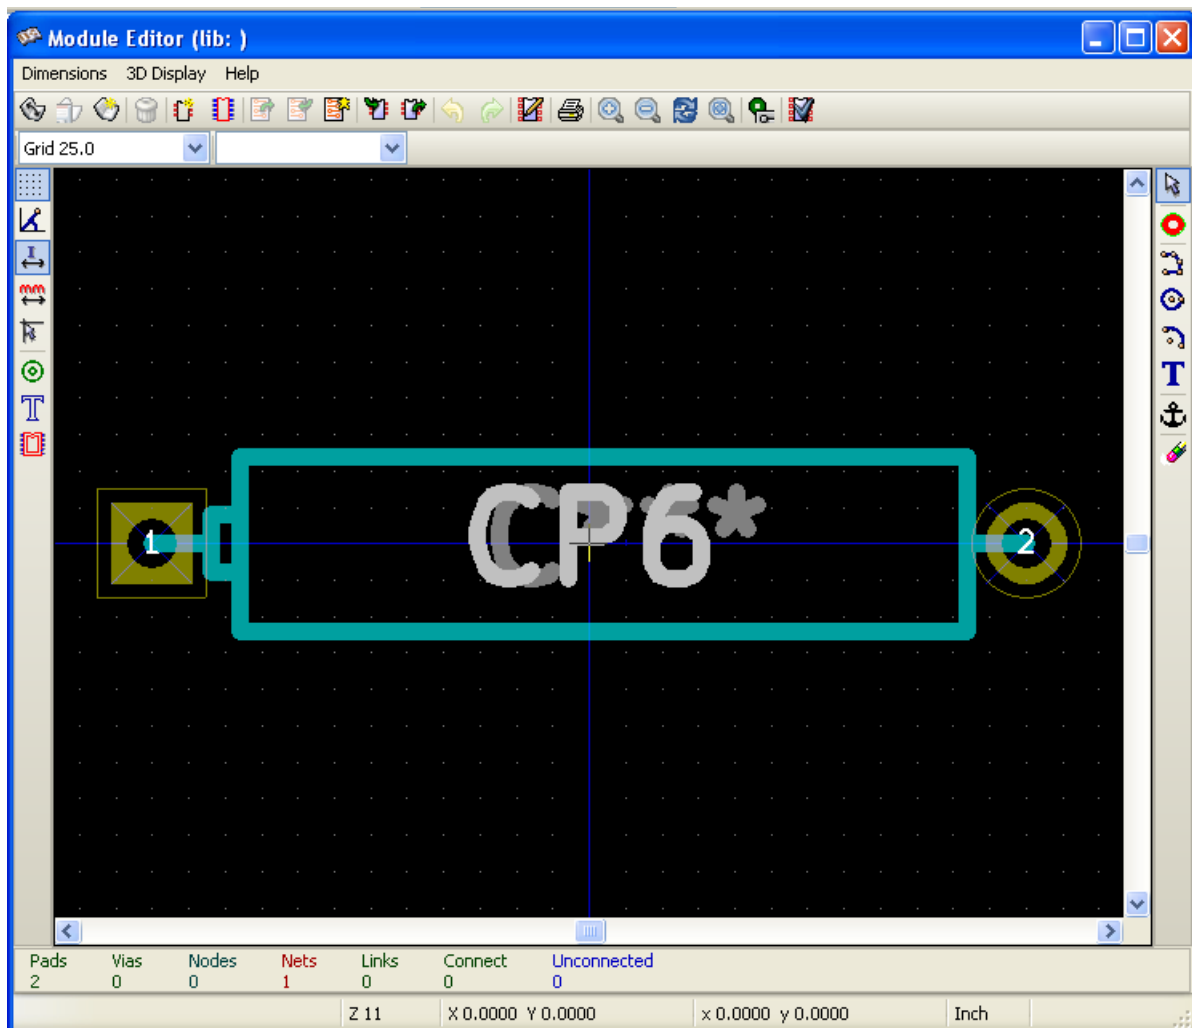 Module Editor (lib: )
Dimensions 3D Display Help
Grid 25.0
I
mm
T
T
1 CP6* 2
Pads Vias Nodes Nets Links Connect Unconnected
2 0 0 1 0 0 0
Z 11 X 0.0000 Y 0.0000 x 0.0000 y 0.0000 Inch